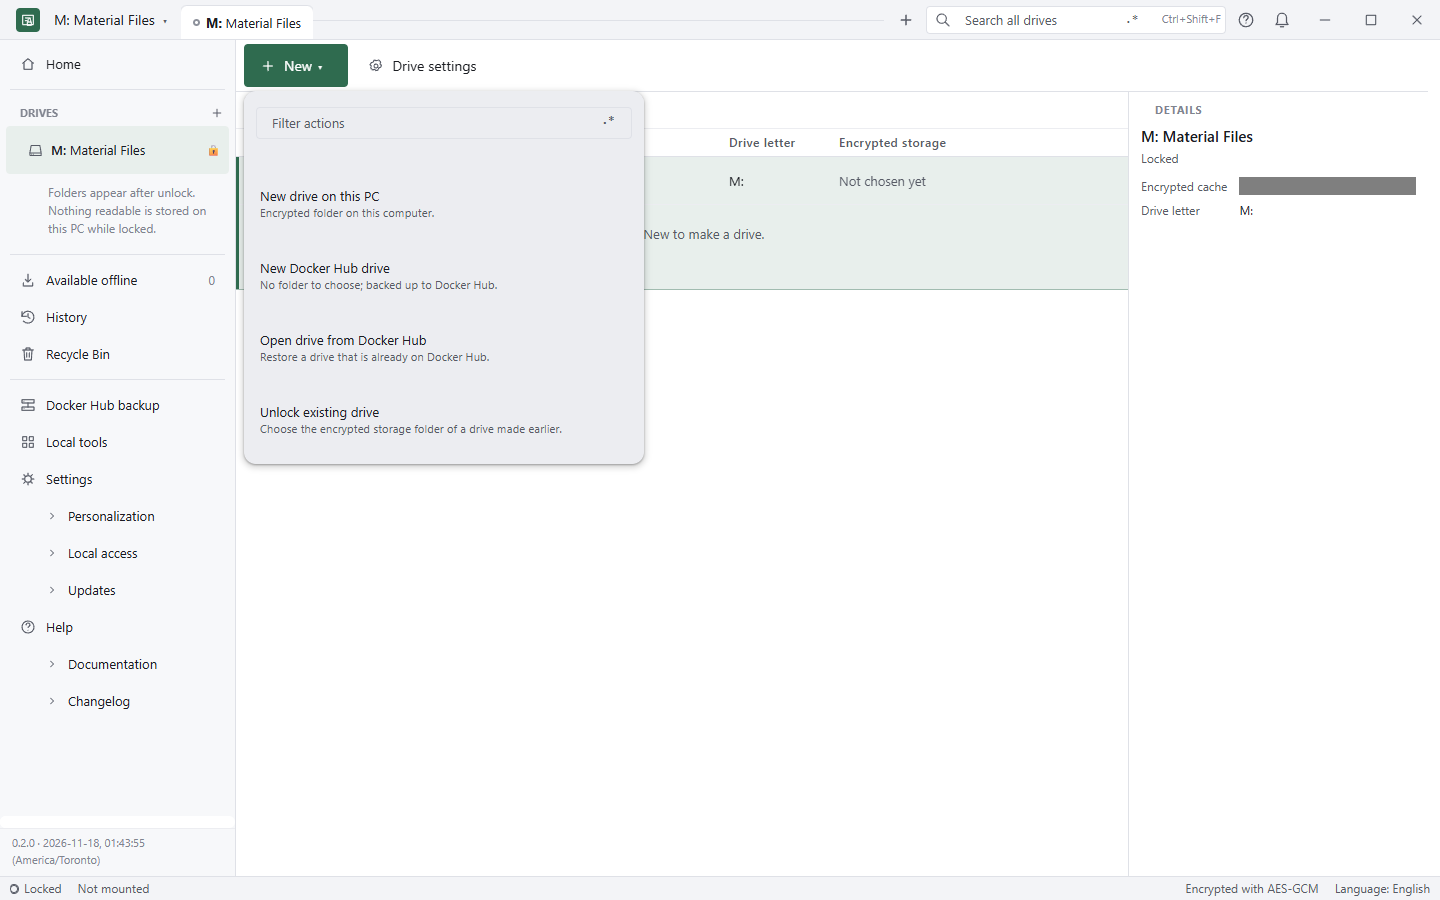 M: Material Files
M: Material Files
Search all drives
.*
Ctrl+Shift+F
Home
DRIVES
M: Material Files
Folders appear after unlock.
Nothing readable is stored on
this PC while locked.
Available offline
0
History
Recycle Bin
Docker Hub backup
Local tools
Settings
Personalization
Local access
Updates
Help
Documentation
Changelog
0.2.0 · 2026-11-18, 01:43:55
(America/Toronto)
New
Drive settings
Filter actions
.*
New drive on this PC
Encrypted folder on this computer.
New Docker Hub drive
No folder to choose; backed up to Docker Hub.
Open drive from Docker Hub
Restore a drive that is already on Docker Hub.
Unlock existing drive
Choose the encrypted storage folder of a drive made earlier.
Drive letter
Encrypted storage
M:
Not chosen yet
New to make a drive.
DETAILS
M: Material Files
Locked
Encrypted cache
Drive letter
M:
Locked
Not mounted
Encrypted with AES-GCM
Language: English